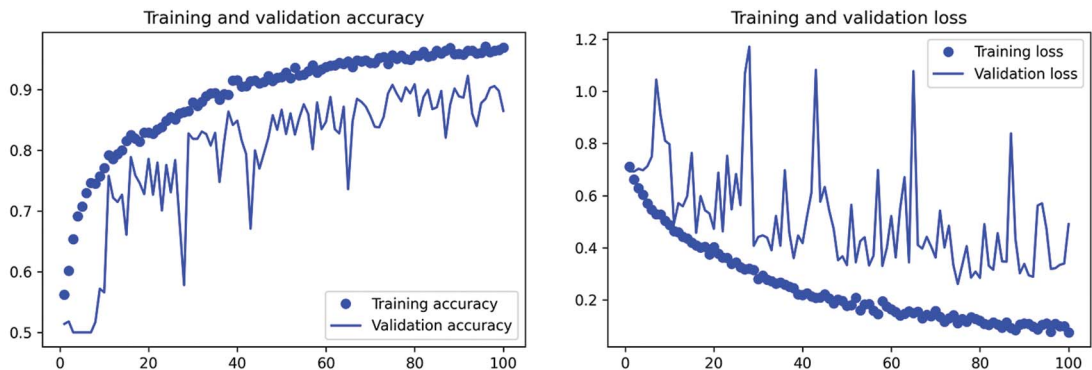 Training and validation accuracy
0.9
0.8
0.7
0.6
0.5
Training accuracy
Validation accuracy
0 20 40 60 80 100
Training and validation loss
1.2
1.0
0.8
0.6
0.4
0.2
Training loss
Validation loss
0 20 40 60 80 100